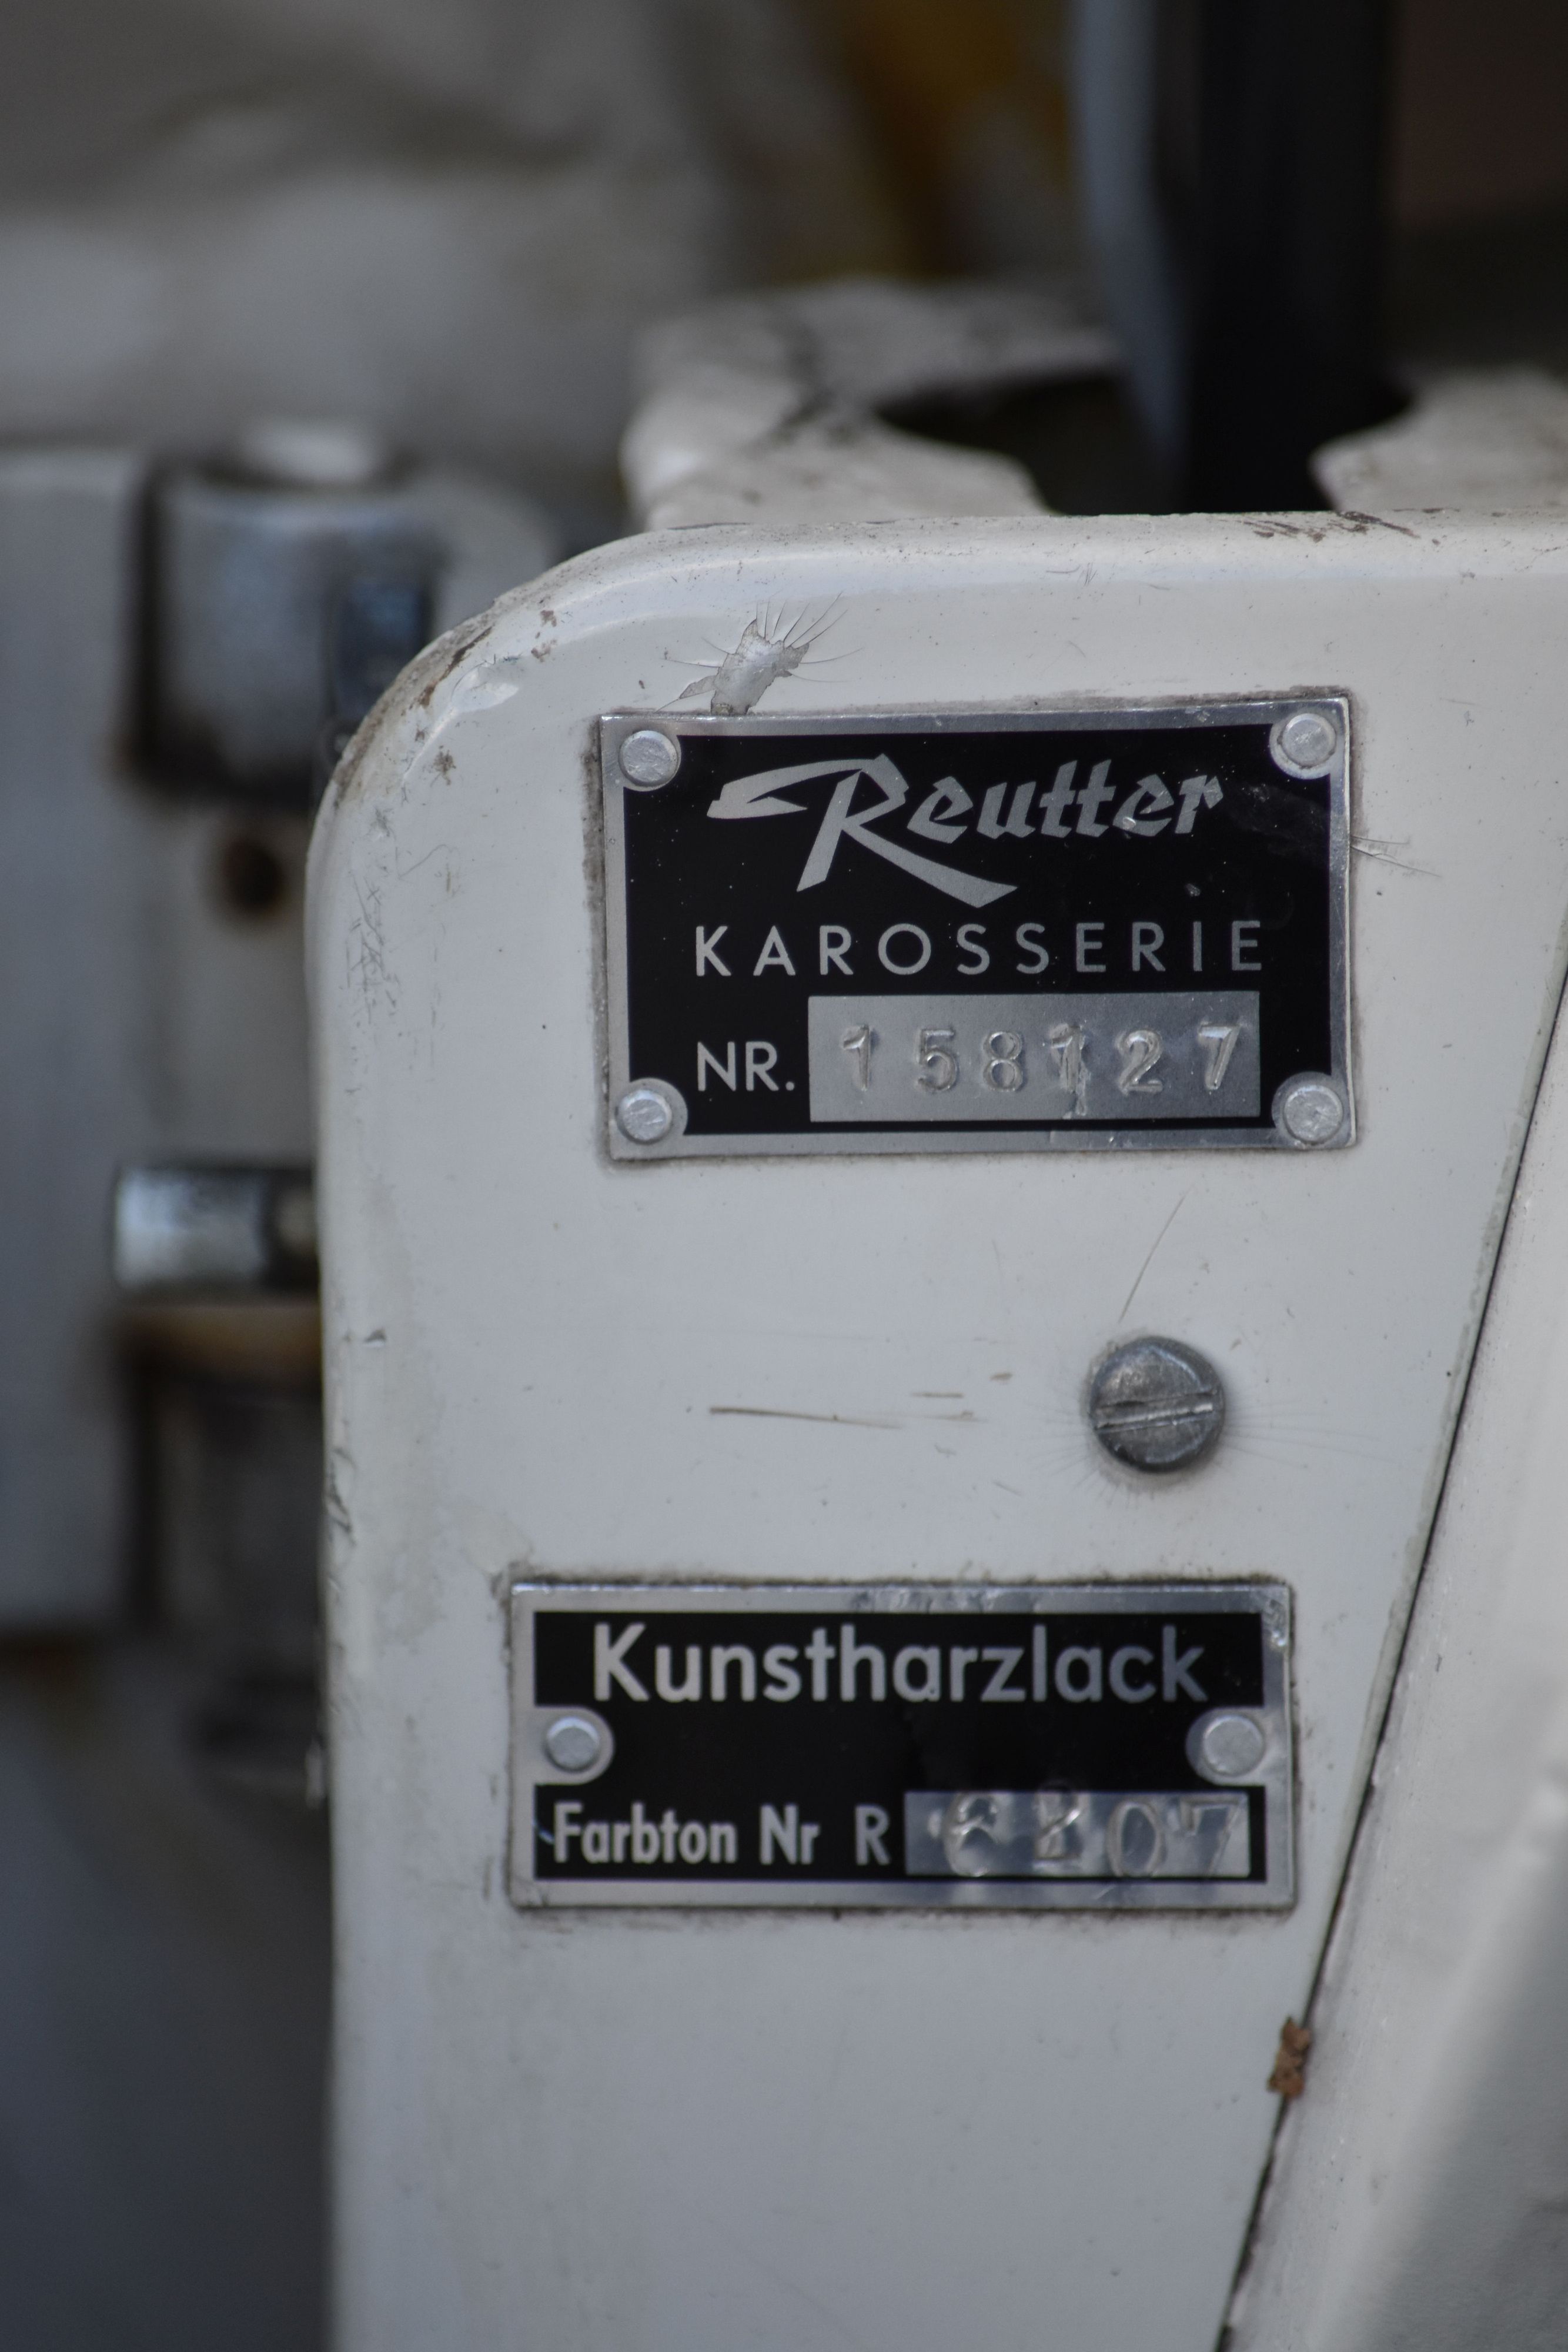 Reutter
KAROSSERIE
NR. 158127
Kunstharzlack
Farbton Nr R